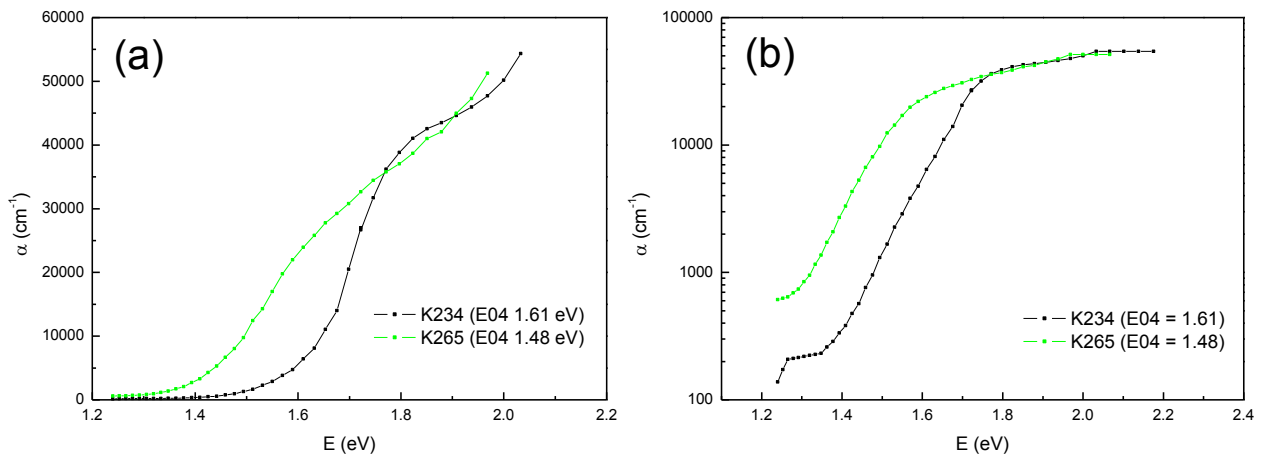 (a)
60000
50000
40000
30000
20000
10000
0
α (cm-1)
1.2 1.4 1.6 1.8 2.0 2.2
E (eV)
K234 (E04 1.61 eV)
K265 (E04 1.48 eV)
(b)
100000
10000
1000
100
α (cm-1)
1.2 1.4 1.6 1.8 2.0 2.2 2.4
E (eV)
K234 (E04 = 1.61)
K265 (E04 = 1.48)